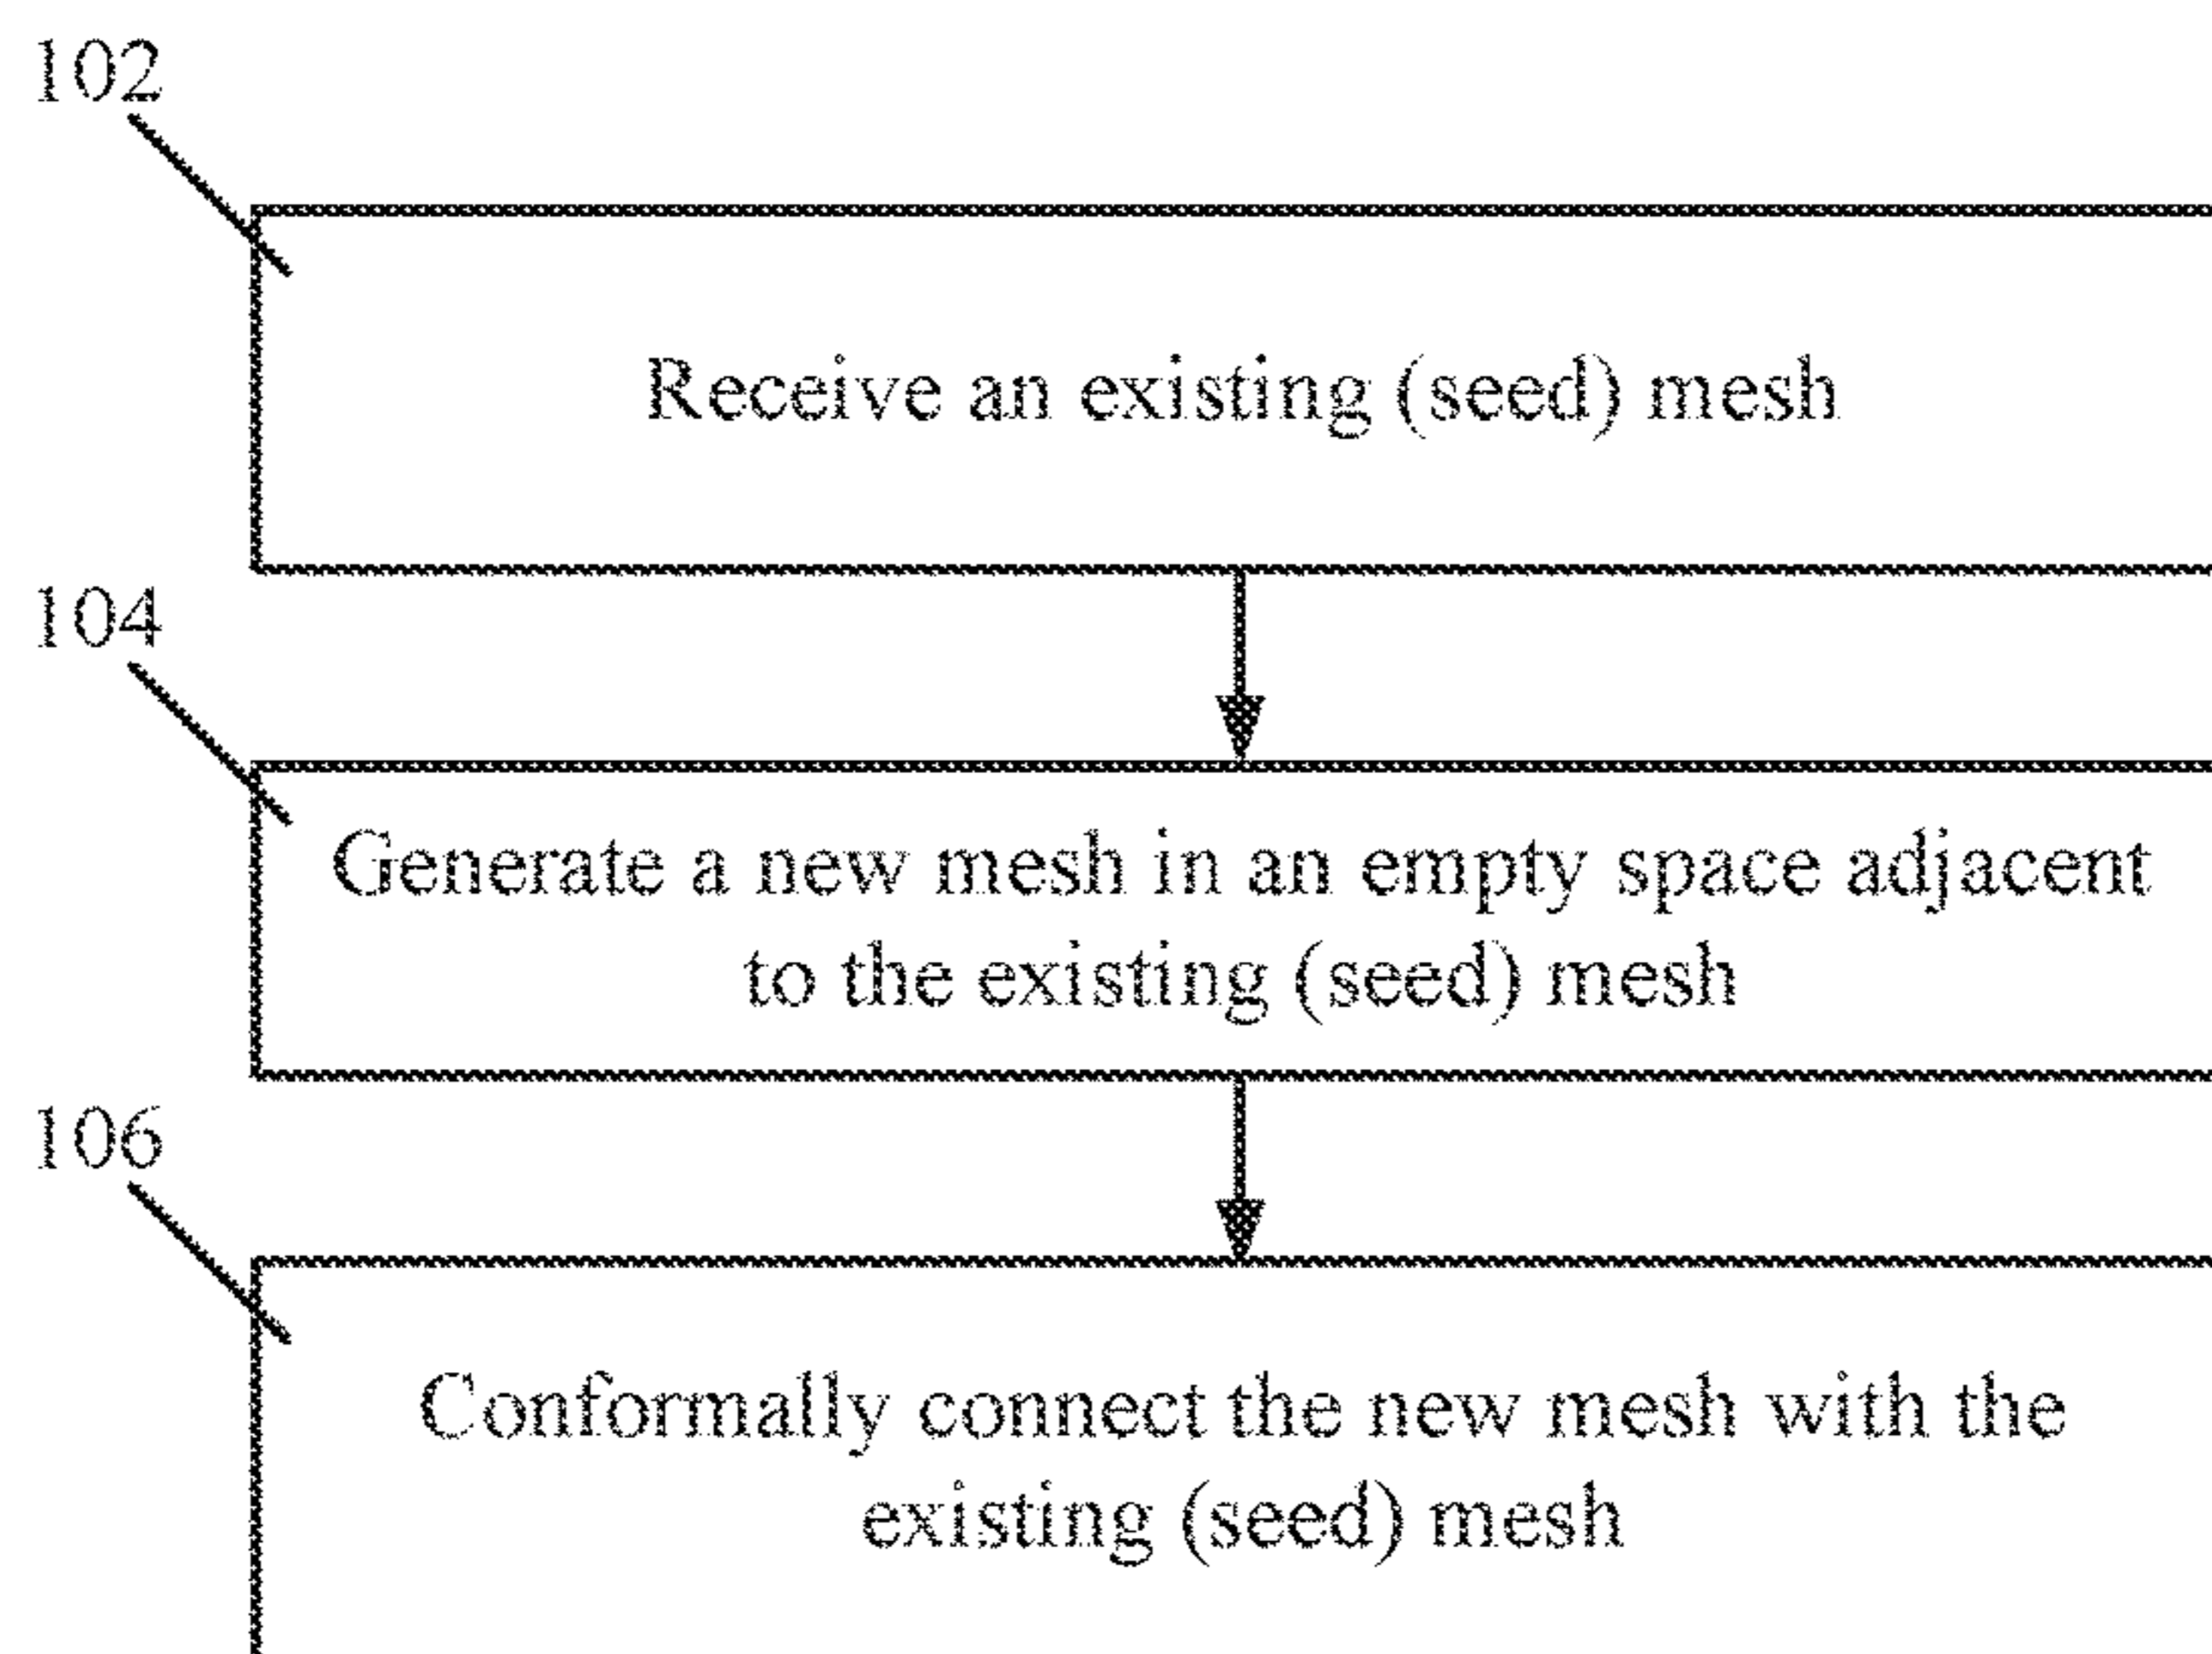 102
Receive an existing (seed) mesh
104
Generate a new mesh in an empty space adjacent
to the existing (seed) mesh
106
Conformally connect the new mesh with the
existing (seed) mesh